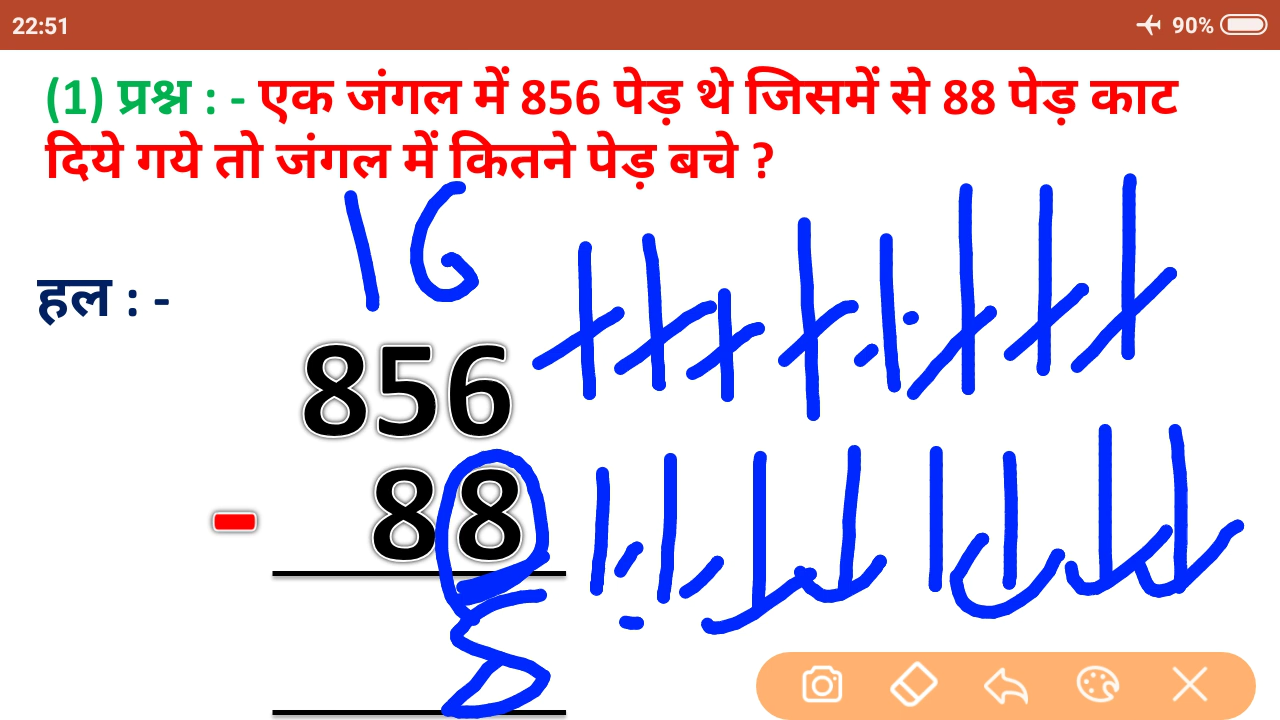 22:51 90%
(1) प्रश्न : - एक जंगल में 856 पेड़ थे जिसमें से 88 पेड़ काट
दिये गये तो जंगल में कितने पेड़ बचे ?
16
हल : -
856
- 88
8